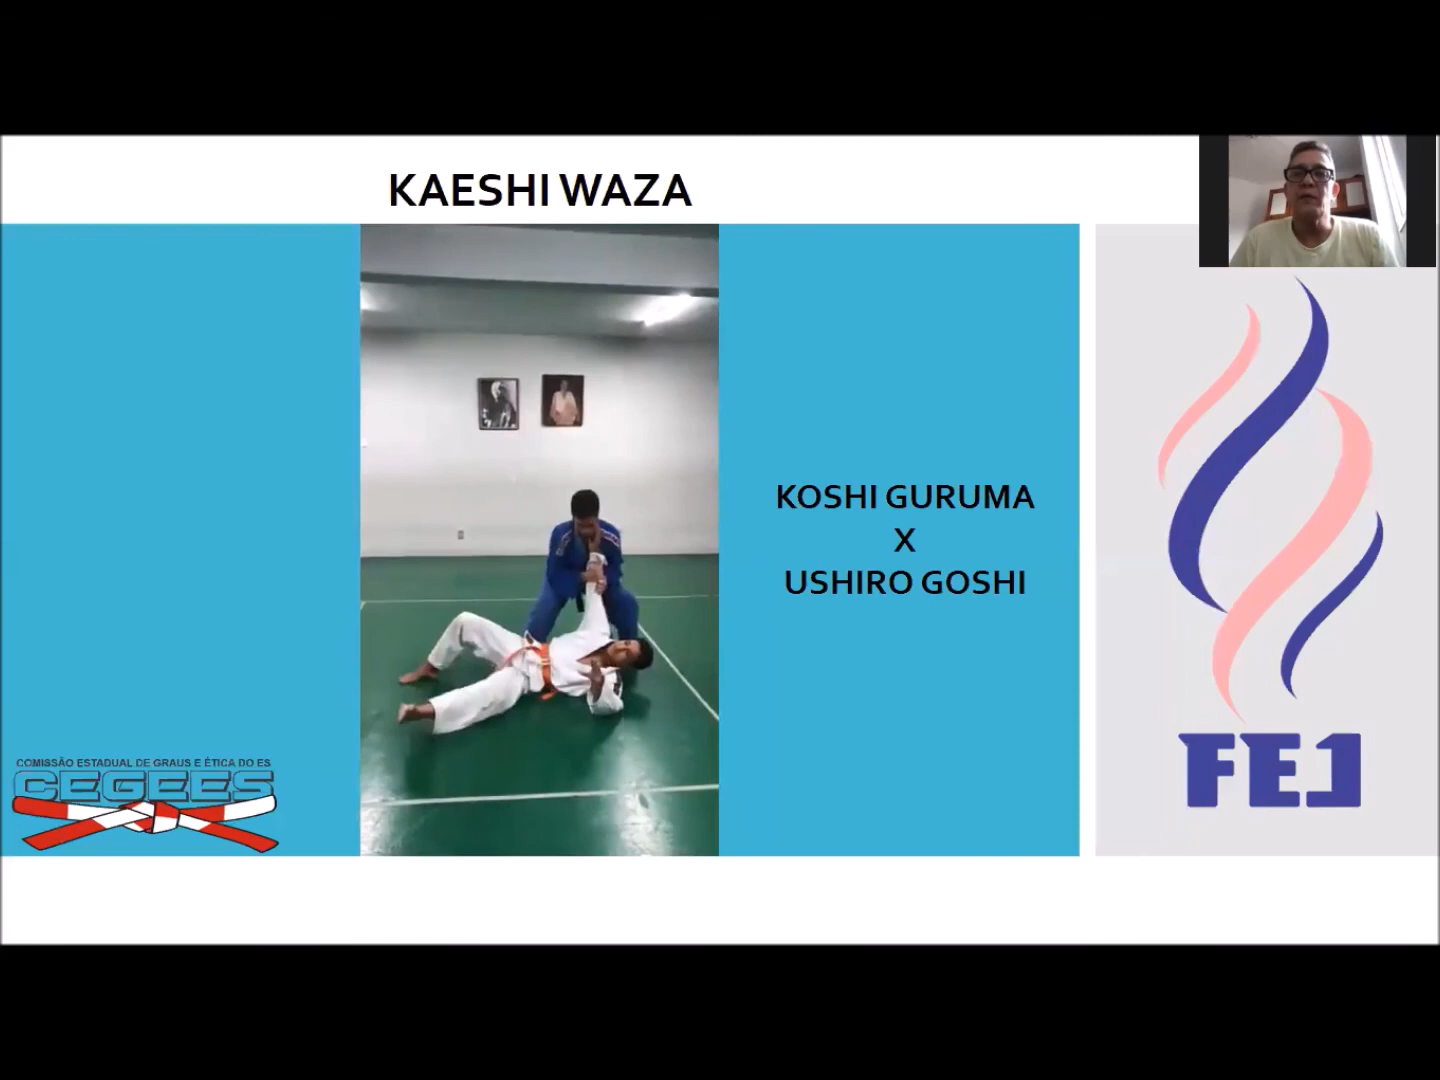 KAESHI WAZA
KOSHI GURUMA
X
USHIRO GOSHI
COMISSÃO ESTADUAL DE GRAUS E ÉTICA DO ES
CEGEES
FEJ